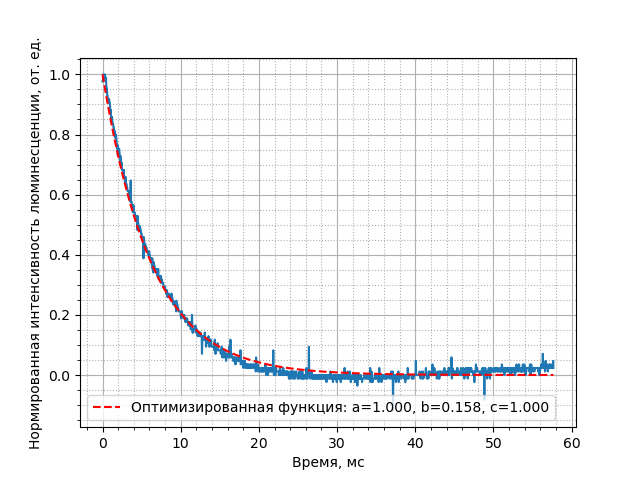 Нормированная интенсивность люминесценции, от. ед.
1.0
0.8
0.6
0.4
0.2
0.0
Оптимизированная функция: a=1.000, b=0.158, c=1.000
0 10 20 30 40 50 60
Время, мс